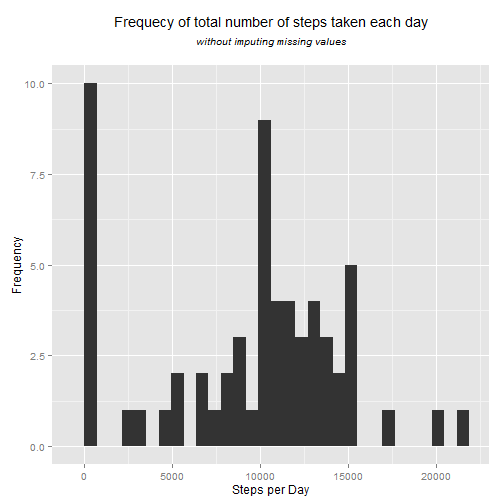 Frequecy of total number of steps taken each day
without imputing missing values
10.0
7.5
5.0
2.5
0.0
Frequency
0 5000 10000 15000 20000
Steps per Day